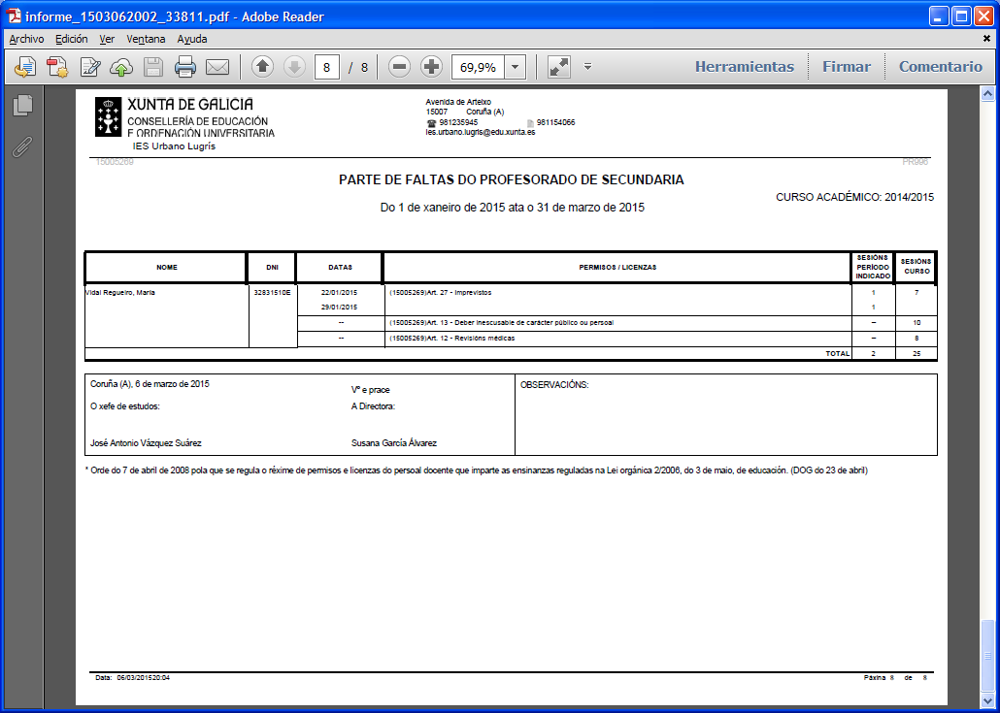 informe_1503062002_33811.pdf - Adobe Reader
Archivo Edición Ver Ventana Ayuda
8 / 8 69,9% Herramientas Firmar Comentario
XUNTA DE GALICIA
CONSELLERÍA DE EDUCACIÓN
E ORDENACIÓN UNIVERSITARIA
IES Urbano Lugrís
Avenida de Arteixo
15007 Coruña (A)
981235945 981154066
ies.urbano.lugris@edu.xunta.es
15005269 PR996
PARTE DE FALTAS DO PROFESORADO DE SECUNDARIA
CURSO ACADÉMICO: 2014/2015
Do 1 de xaneiro de 2015 ata o 31 de marzo de 2015
NOME DNI DATAS PERMISOS / LICENZAS SESIÓNS PERÍODO INDICADO SESIÓNS CURSO
Vidal Regueiro, María 32831510E 22/01/2015 (15005269)Art. 27 - Imprevistos 1 7
29/01/2015 1
-- (15005269)Art. 13 - Deber inescusable de carácter público ou persoal -- 10
-- (15005269)Art. 12 - Revisións médicas -- 8
TOTAL 2 25
Coruña (A), 6 de marzo de 2015
Vº e prace
OBSERVACIÓNS:
O xefe de estudos: A Directora:
José Antonio Vázquez Suárez Susana García Álvarez
* Orde do 7 de abril de 2008 pola que se regula o réxime de permisos e licenzas do persoal docente que imparte as ensinanzas reguladas na Lei orgánica 2/2006, do 3 de maio, de educación. (DOG do 23 de abril)
Data: 06/03/201520:04 Páxina 8 de 8